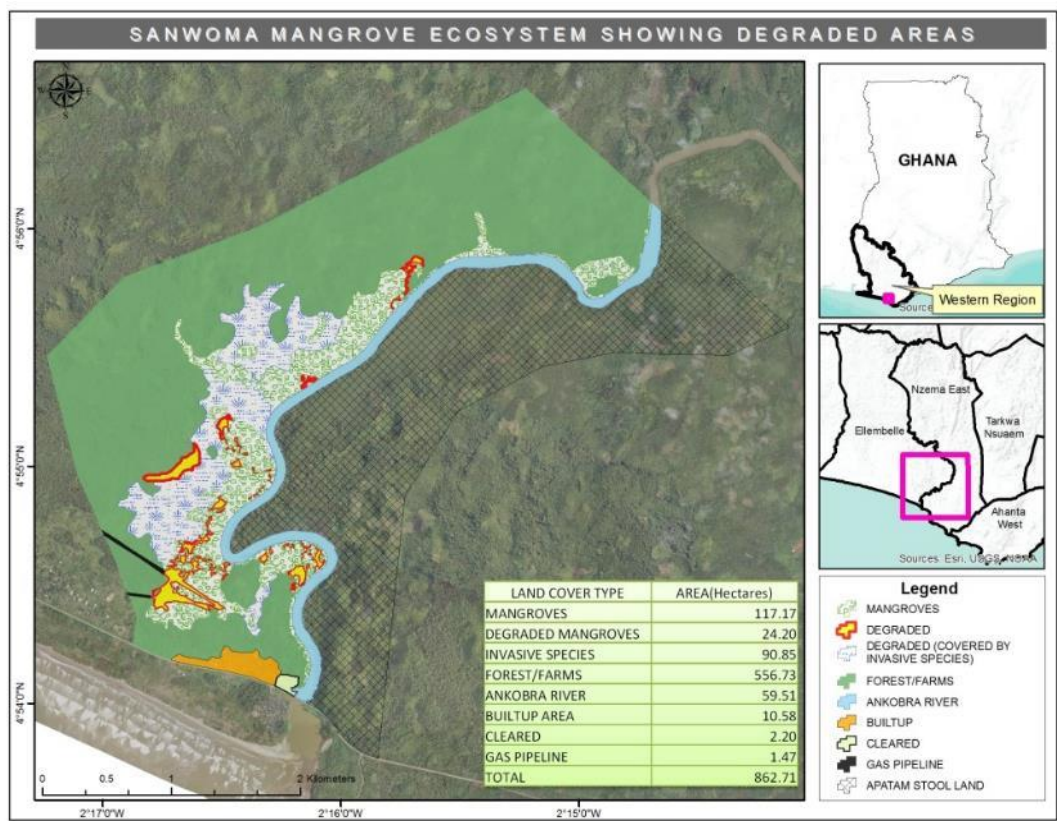 SANWOMA MANGROVE ECOSYSTEM SHOWING DEGRADED AREAS
E
S
4°56'0"N
4°55'0"N
4°54'0"N
2°17'0"W
2°16'0"W
2°15'0"W
0 0.5 1 2 Kilometers
LAND COVER TYPE AREA(Hectares)
MANGROVES 117.17
DEGRADED MANGROVES 24.20
INVASIVE SPECIES 90.85
FOREST/FARMS 556.73
ANKOBRA RIVER 59.51
BUILTUP AREA 10.58
CLEARED 2.20
GAS PIPELINE 1.47
TOTAL 862.71
GHANA
Western Region
Nzema East
Ellembelle
Tarkwa
Nsuaem
Ahanta
West
Sources: Esri, USGS, NOAA
Legend
MANGROVES
DEGRADED
DEGRADED (COVERED BY
INVASIVE SPECIES)
FOREST/FARMS
ANKOBRA RIVER
BUILTUP
CLEARED
GAS PIPELINE
APATAM STOOL LAND